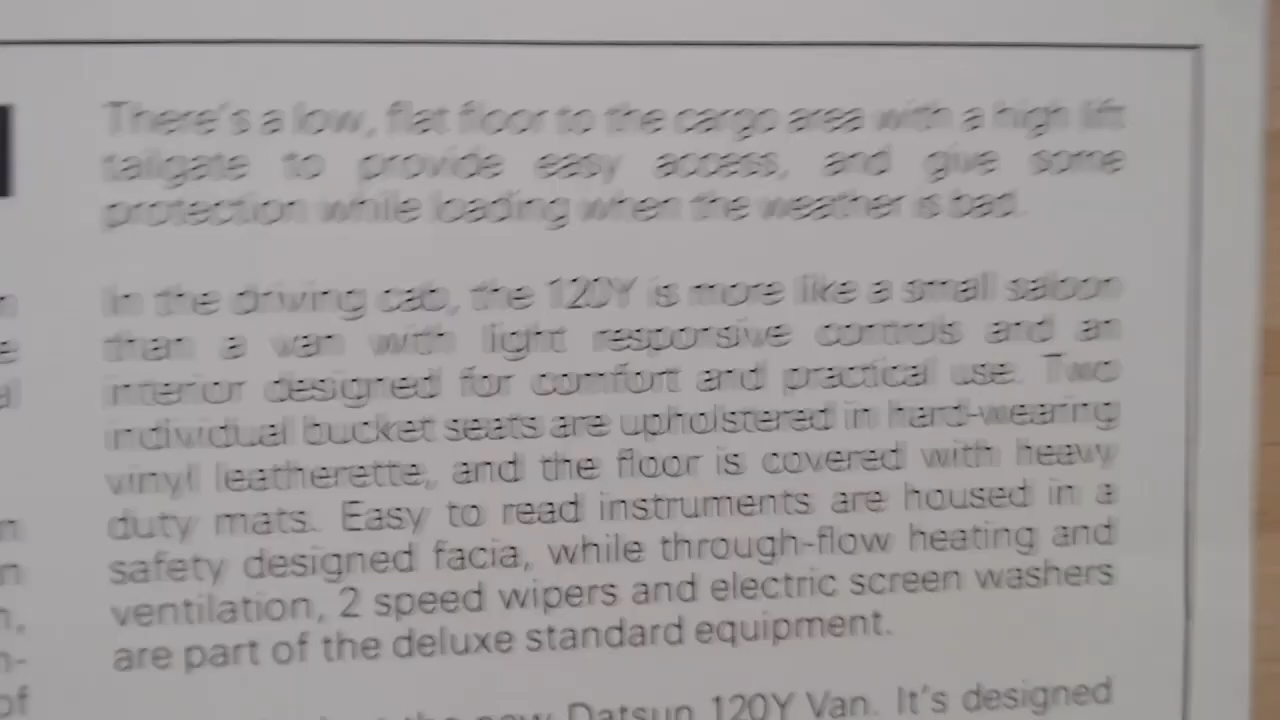 There's a low, flat floor to the cargo area with a high lift
tailgate to provide easy access, and give some
protection while loading when the weather is bad.
In the driving cab, the 120Y is more like a small saloon
than a van with light responsive controls and an
interior designed for comfort and practical use. Two
individual bucket seats are upholstered in hard-wearing
vinyl leatherette, and the floor is covered with heavy
duty mats. Easy to read instruments are housed in a
safety designed facia, while through-flow heating and
ventilation, 2 speed wipers and electric screen washers
are part of the deluxe standard equipment.
the new Datsun 120Y Van. It's designed